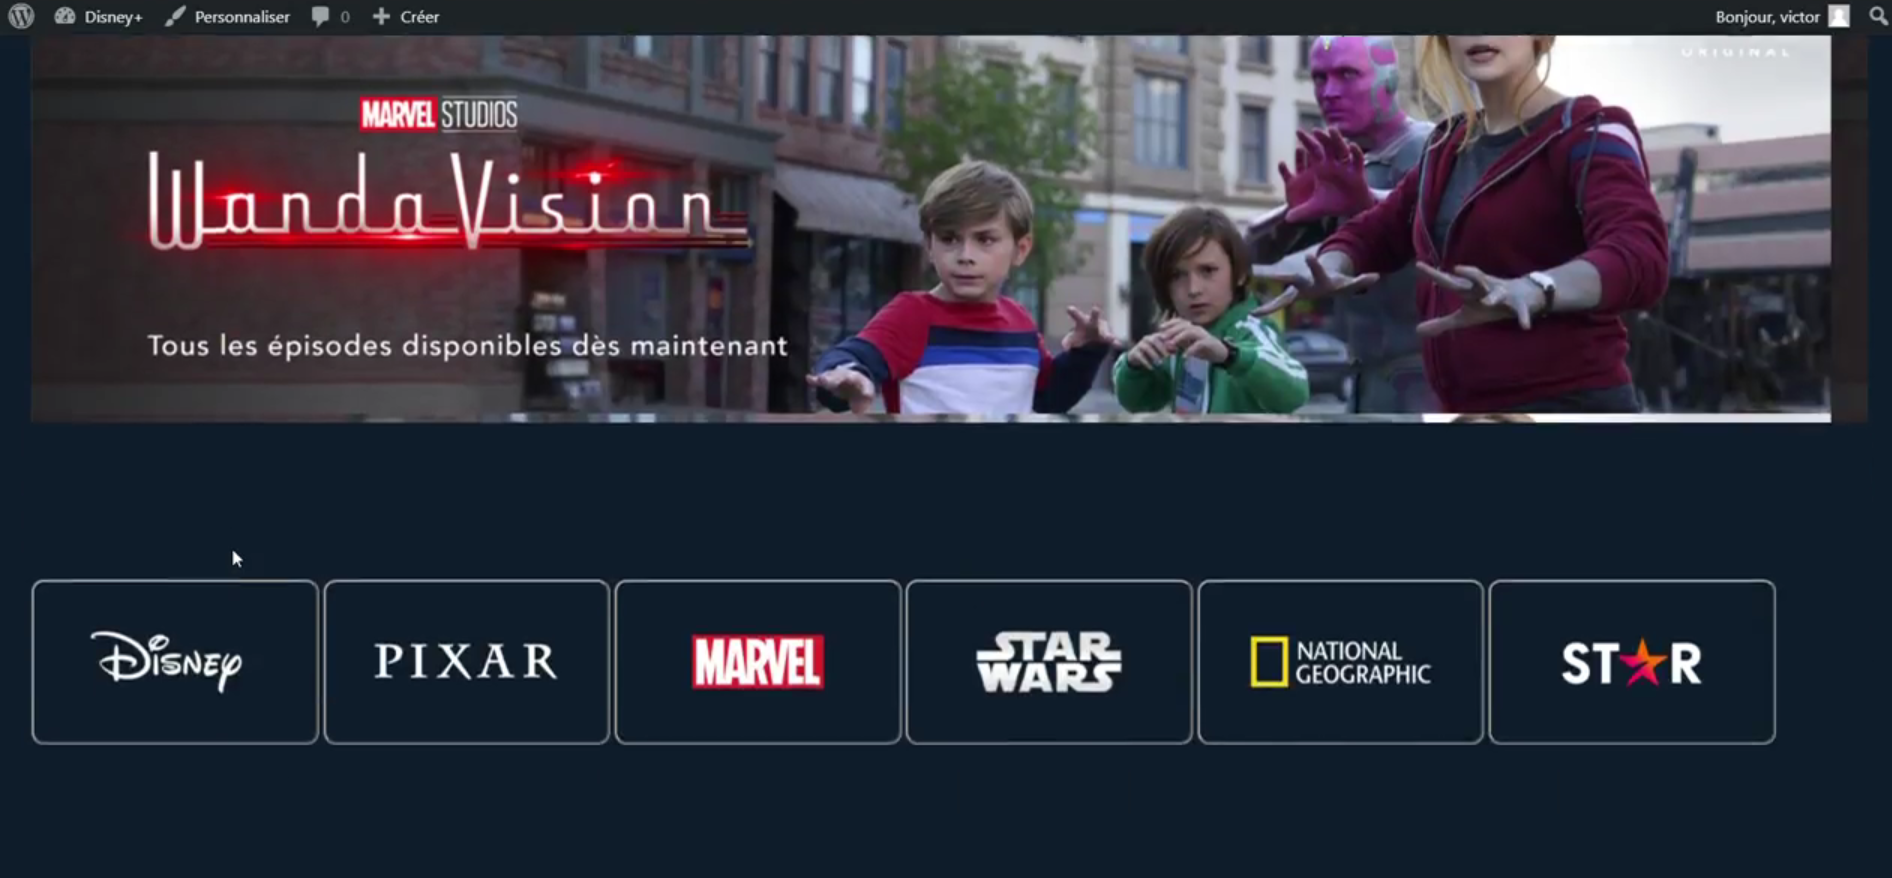 Disney+ Personnaliser 0 Créer Bonjour, victor
ORIGINAL
MARVEL STUDIOS
WandaVision
Tous les épisodes disponibles dès maintenant
DISNEY PIXAR MARVEL STAR WARS NATIONAL GEOGRAPHIC STAR